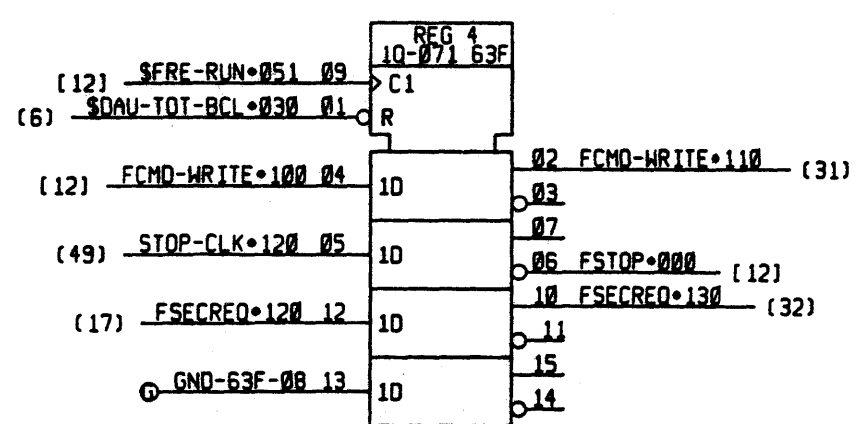 REG 4
1Q-071 63F
[12] $FRE-RUN•051 09 C1
[6] $DAU-TOT-BCL•030 01 R
02 FCMD-WRITE•110 [31]
[12] FCMD-WRITE•100 04 1D
03
07
[49] STOP-CLK•120 05 1D
06 FSTOP•000 [12]
10 FSECREQ•130 [32]
[17] FSECREQ•120 12 1D
11
15
G GND-63F-08 13 1D
14